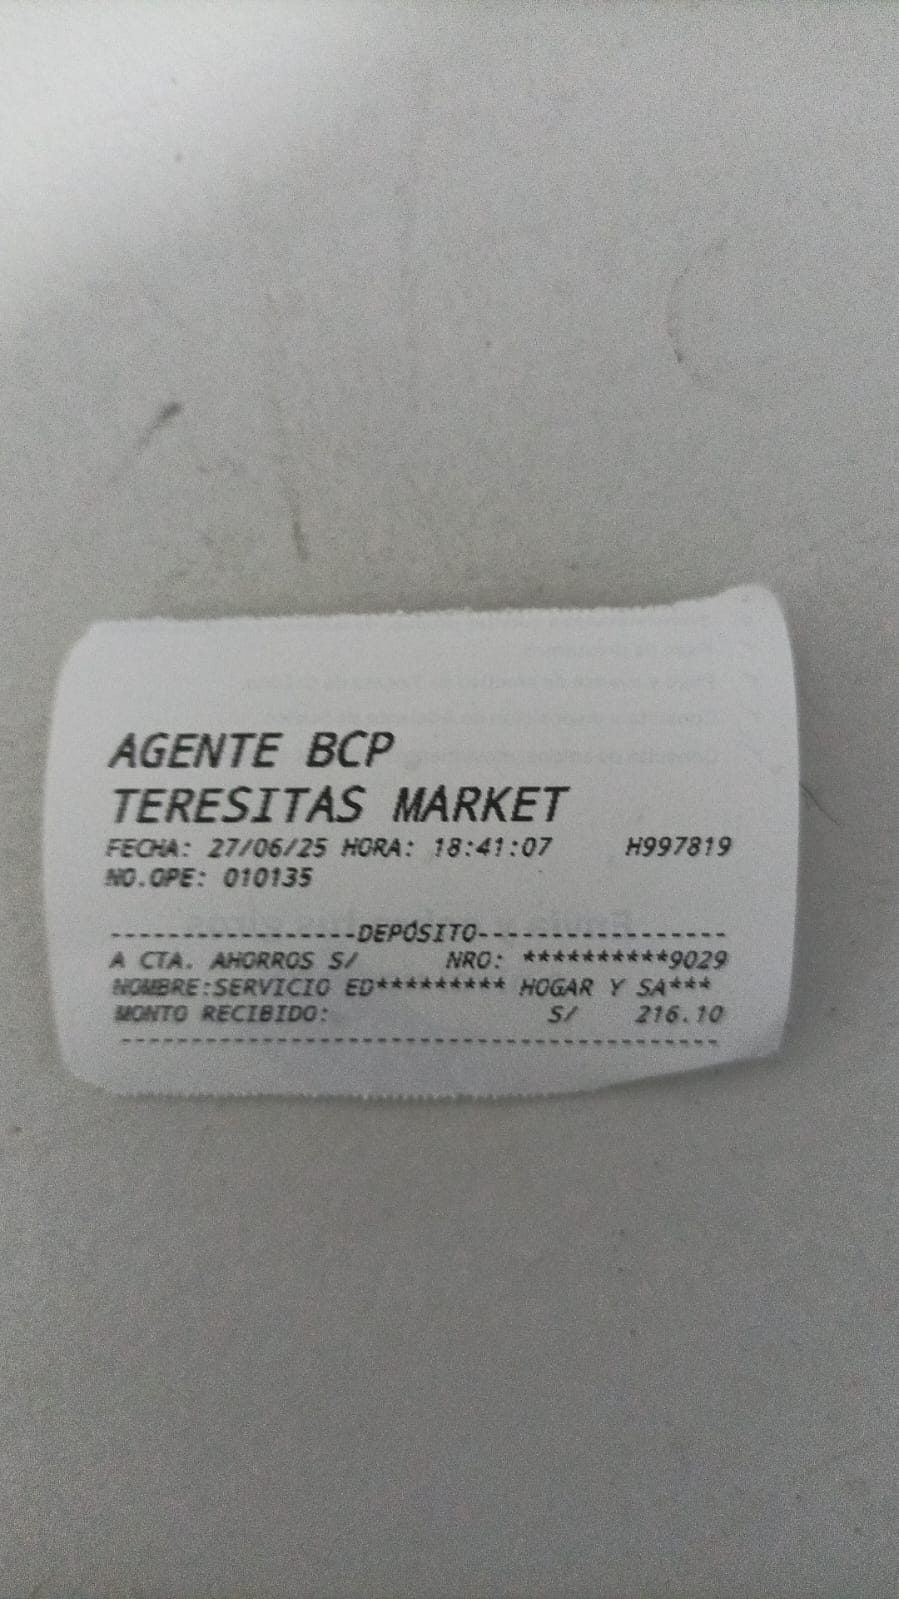 AGENTE BCP
TERESITAS MARKET
FECHA: 27/06/25 HORA: 18:41:07 H997819
NO.OPE: 010135
-----------------DEPÓSITO-----------------
A CTA. AHORROS S/ NRO: **********9029
NOMBRE:SERVICIO ED********* HOGAR Y SA***
MONTO RECIBIDO: S/ 216.10
------------------------------------------